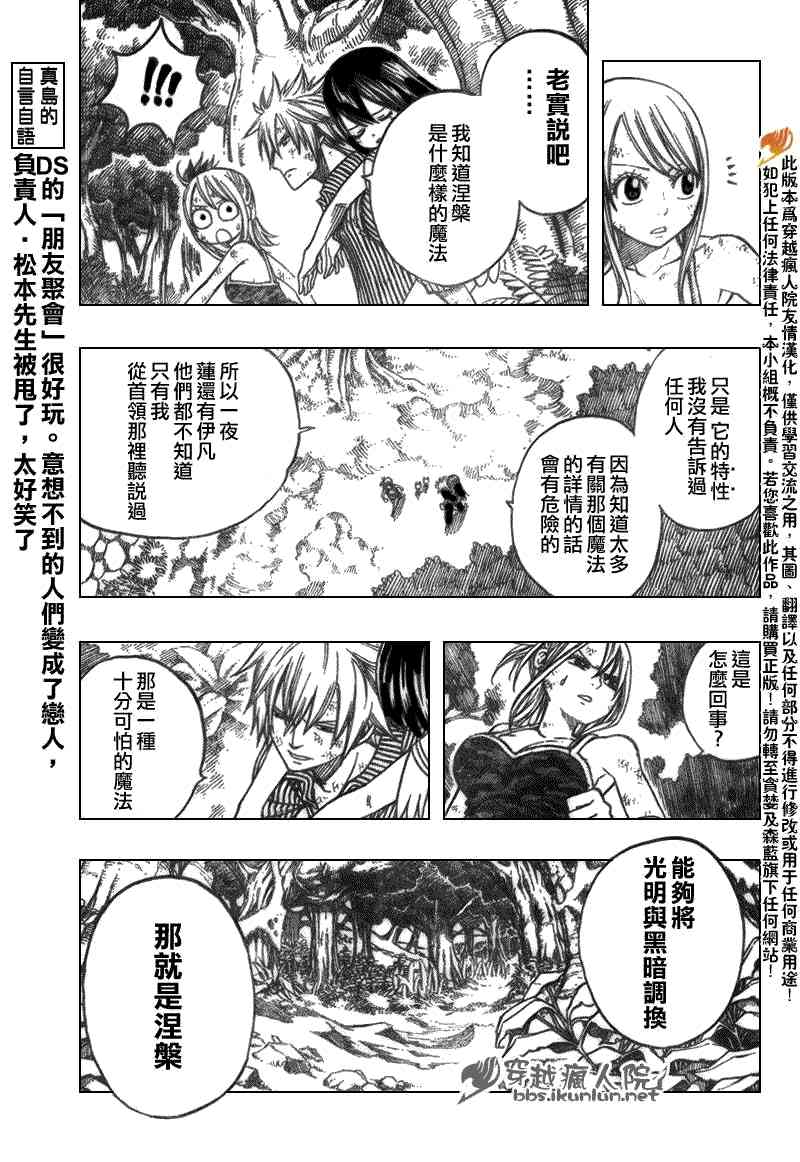 老實說吧
……
我知道涅槃
是什麼樣的魔法
!!!
只是 它的特性
我沒有告訴過
任何人
因為知道太多
有關那個魔法
的詳情的話
會有危險的
所以一夜
蓮還有伊凡
他們都不知道
只有我
從首領那裡聽説過
這是
怎麼回事?
那是一種
十分可怕的魔法
能夠將
光明與黑暗調換
那就是涅槃
真島的
自言自語
DS的「朋友聚會」很好玩。意想不到的人們變成了戀人，
負責人・松本先生被甩了，太好笑了
此版本爲穿越瘋人院友情漢化，僅供學習交流之用，其圖、翻譯以及任何部分不得進行修改或用于任何商業用途！
如犯上任何法律責任，本小組概不負責。若您喜歡此作品，請購買正版！請勿轉至貪婪及森藍旗下任何網站！
穿越瘋人院
bbs.ikunlun.net